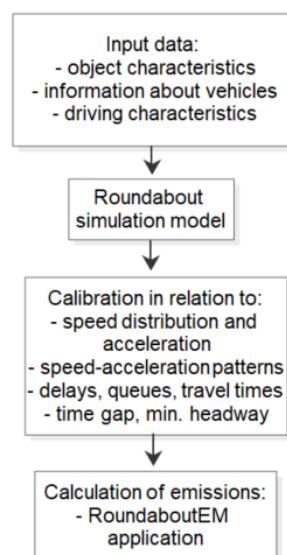 Input data:
- object characteristics
- information about vehicles
- driving characteristics
Roundabout
simulation model
Calibration in relation to:
- speed distribution and
acceleration
- speed-acceleration patterns
- delays, queues, travel times
- time gap, min. headway
Calculation of emissions:
- RoundaboutEM
application